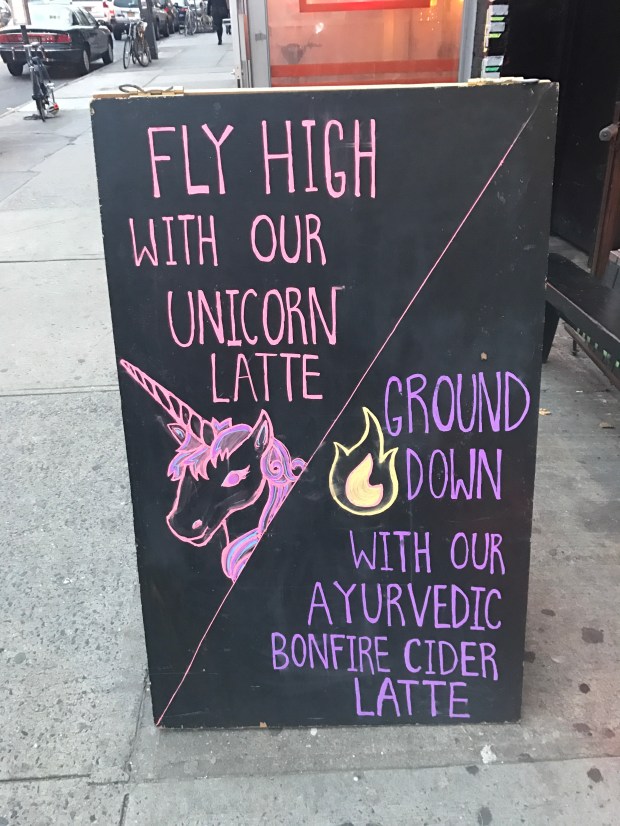 FLY HIGH
WITH OUR
UNICORN
LATTE
GROUND
DOWN
WITH OUR
AYURVEDIC
BONFIRE CIDER
LATTE